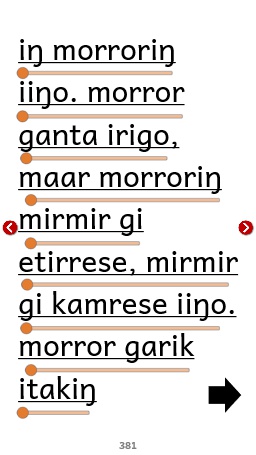 iŋ morroriŋ
iiŋo. morror
ganta irigo,
maar morroriŋ
mirmir gi
etirrese, mirmir
gi kamrese iiŋo.
morror garik
itakiŋ
381